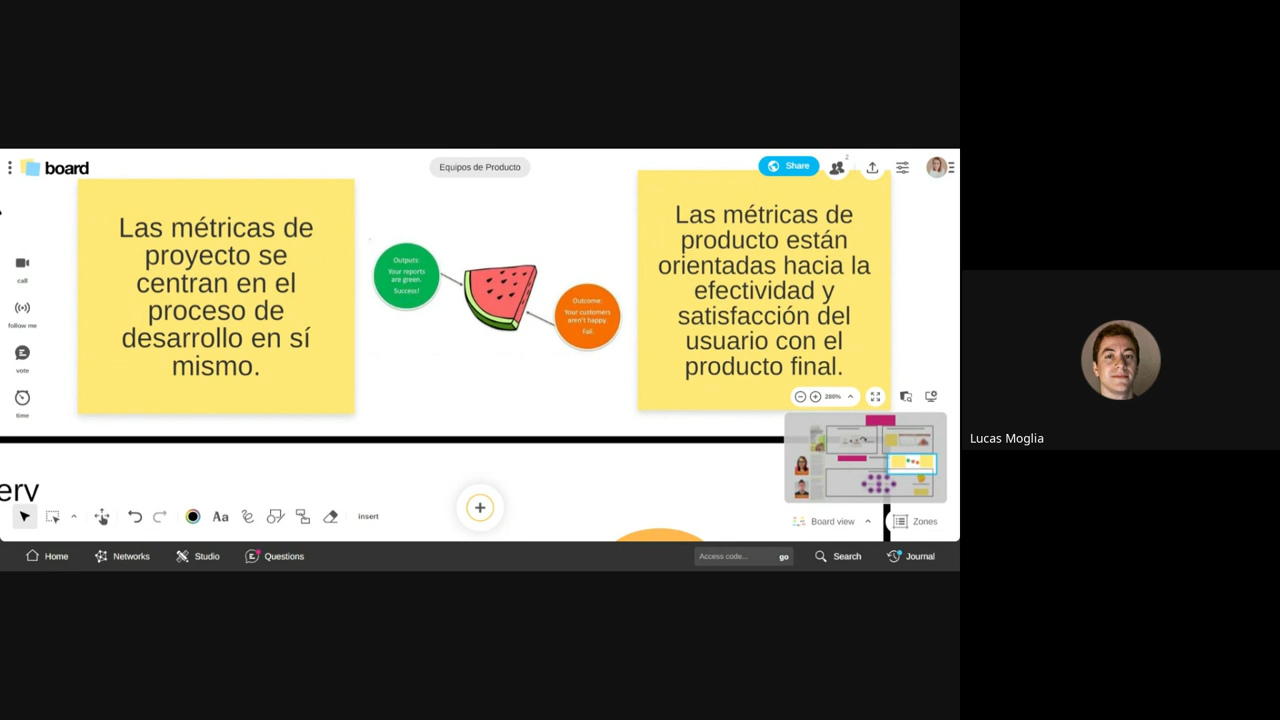 board
Equipos de Producto
Share
2
Las métricas de
proyecto se
centran en el
proceso de
desarrollo en sí
mismo.
Outputs:
Your reports
are green.
Success!
Outcome:
Your customers
aren't happy.
Fail.
Las métricas de
producto están
orientadas hacia la
efectividad y
satisfacción del
usuario con el
producto final.
call
follow me
vote
time
280%
erv
Aa
insert
Board view
Zones
Home
Networks
Studio
Questions
Access code...
go
Search
Journal
Lucas Moglia